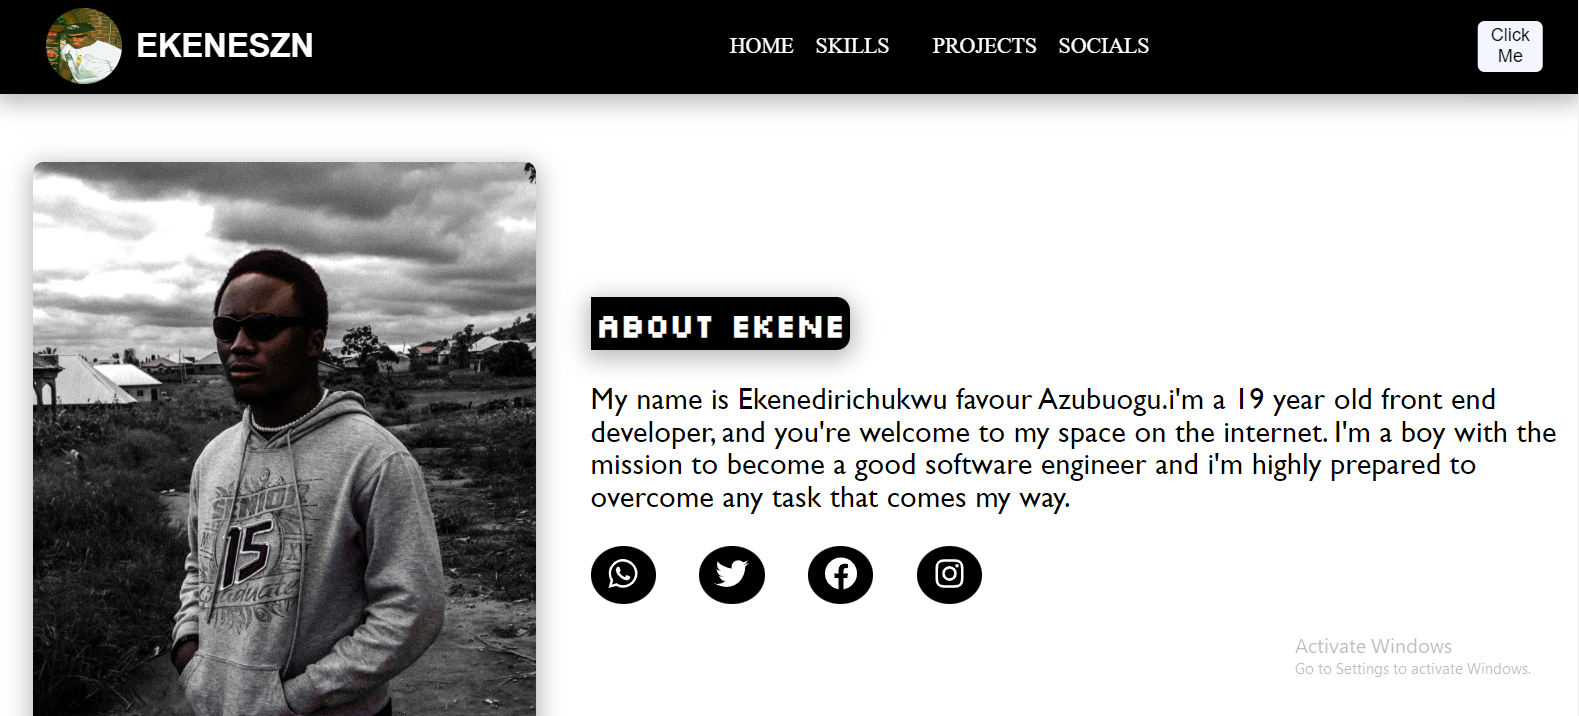 EKENESZN
HOME SKILLS PROJECTS SOCIALS
Click
Me
SENIOR
15
Graduate
ABOUT EKENE
My name is Ekenedirichukwu favour Azubuogu.i'm a 19 year old front end
developer, and you're welcome to my space on the internet. I'm a boy with the
mission to become a good software engineer and i'm highly prepared to
overcome any task that comes my way.
Activate Windows
Go to Settings to activate Windows.